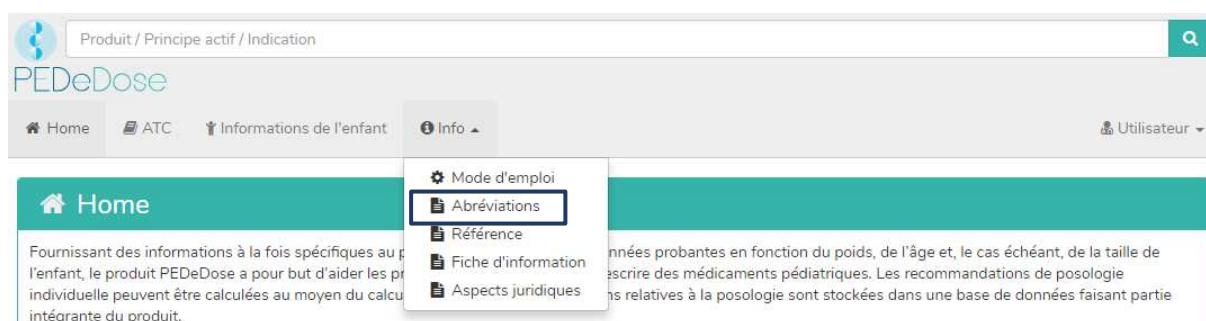 Produit / Principe actif / Indication
PEDeDose
Home ATC Informations de l'enfant Info Utilisateur
Mode d'emploi
Abréviations
Référence
Fiche d'information
Aspects juridiques
Home
Fournissant des informations à la fois spécifiques au nnées probantes en fonction du poids, de l'âge et, le cas échéant, de la taille de
l'enfant, le produit PEDeDose a pour but d'aider les escrire des médicaments pédiatriques. Les recommandations de posologie
individuelle peuvent être calculées au moyen du calcu ns relatives à la posologie sont stockées dans une base de données faisant partie
intégrante du produit.